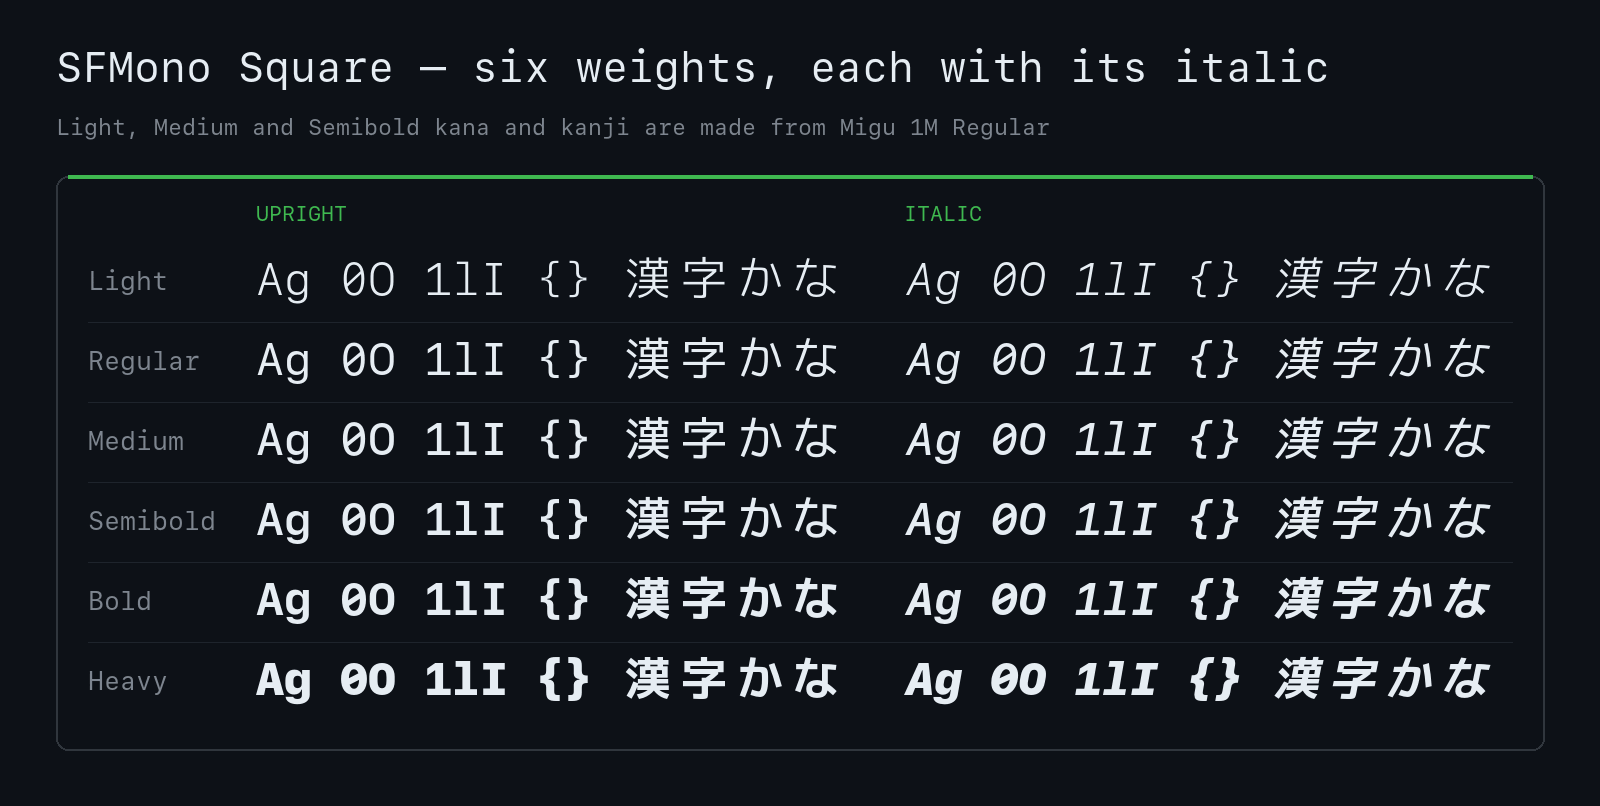 SFMono Square — six weights, each with its italic
Light, Medium and Semibold kana and kanji are made from Migu 1M Regular
UPRIGHT ITALIC
Light Ag 0O 1lI {} 漢字かな Ag 0O 1lI {} 漢字かな
Regular Ag 0O 1lI {} 漢字かな Ag 0O 1lI {} 漢字かな
Medium Ag 0O 1lI {} 漢字かな Ag 0O 1lI {} 漢字かな
Semibold Ag 0O 1lI {} 漢字かな Ag 0O 1lI {} 漢字かな
Bold Ag 0O 1lI {} 漢字かな Ag 0O 1lI {} 漢字かな
Heavy Ag 0O 1lI {} 漢字かな Ag 0O 1lI {} 漢字かな